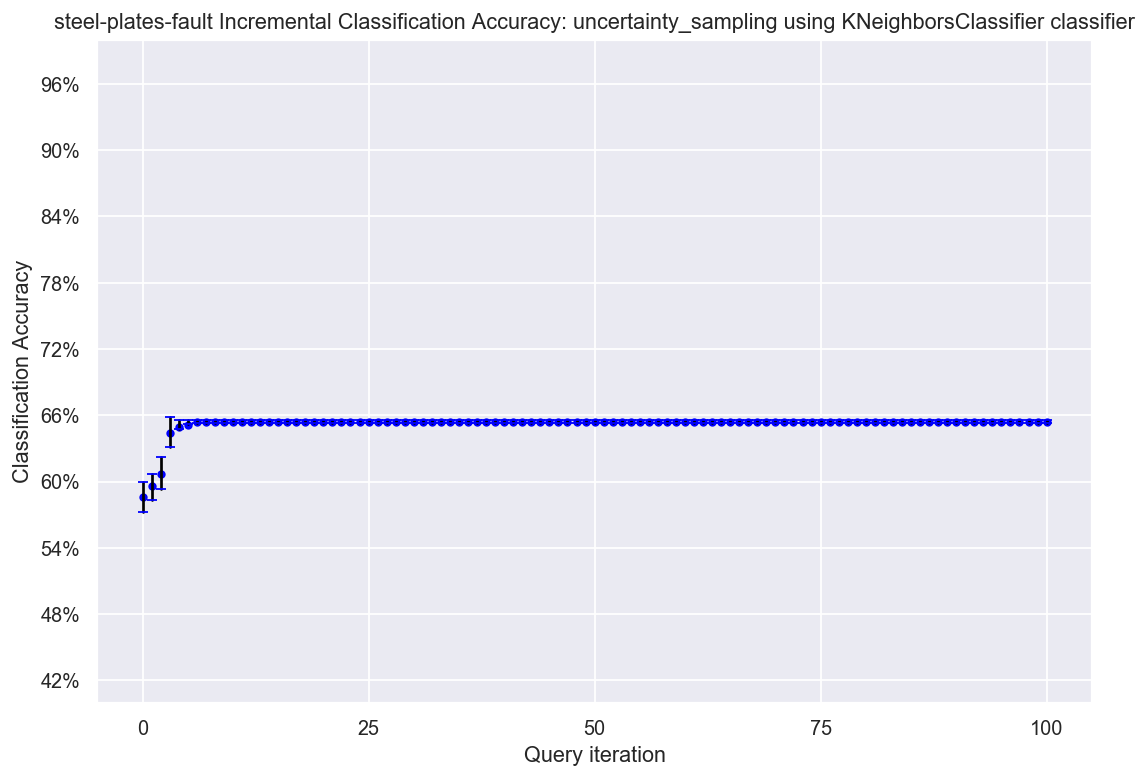 steel-plates-fault Incremental Classification Accuracy: uncertainty_sampling using KNeighborsClassifier classifier
96%
90%
84%
78%
72%
66%
60%
54%
48%
42%
Classification Accuracy
0 25 50 75 100
Query iteration